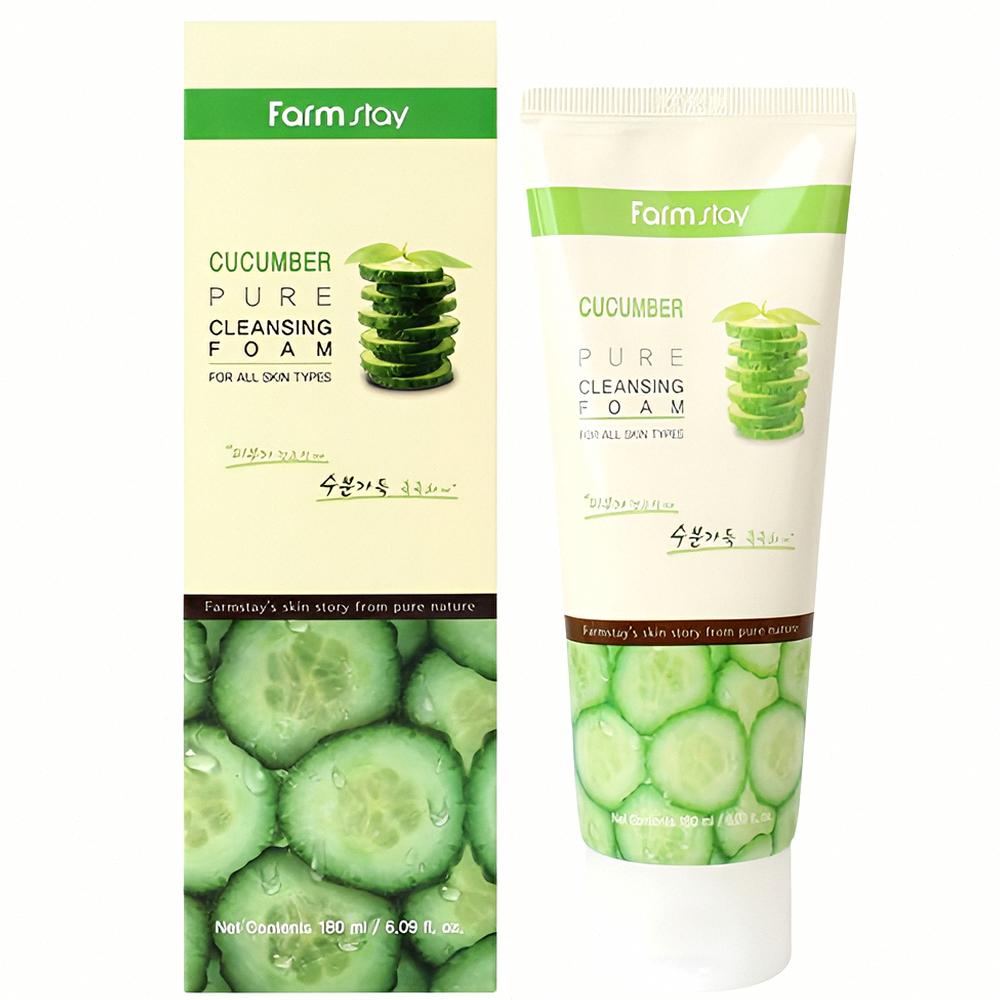 Farmstay
CUCUMBER
PURE
CLEANSING
FOAM
FOR ALL SKIN TYPES
수분가득
Farmstay's skin story from pure nature
Net Contents 180 ml / 6.09 fl. oz.
Farmstay
CUCUMBER
PURE
CLEANSING
FOAM
FOR ALL SKIN TYPES
수분가득
Farmstay's skin story from pure nature
Net Contents 180 ml /